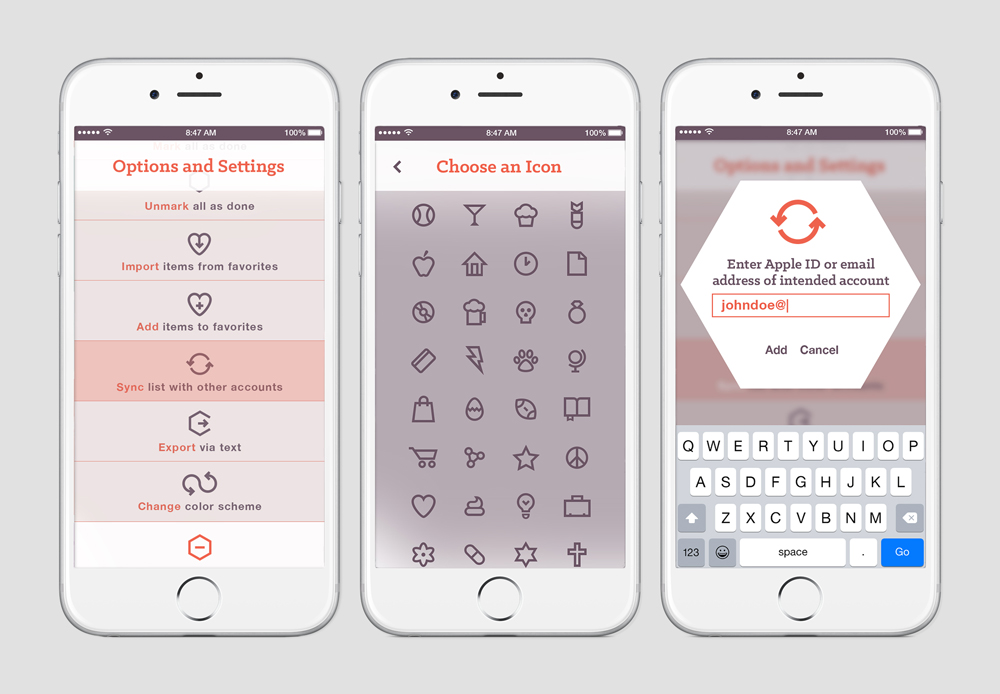 8:47 AM 100%
Mark all as done
Options and Settings
Unmark all as done
Import items from favorites
Add items to favorites
Sync list with other accounts
Export via text
Change color scheme
8:47 AM 100%
Choose an Icon
8:47 AM 100%
Options and Settings
Enter Apple ID or email
address of intended account
johndoe@
Add Cancel
Q W E R T Y U I O P
A S D F G H J K L
Z X C V B N M
123 space . Go